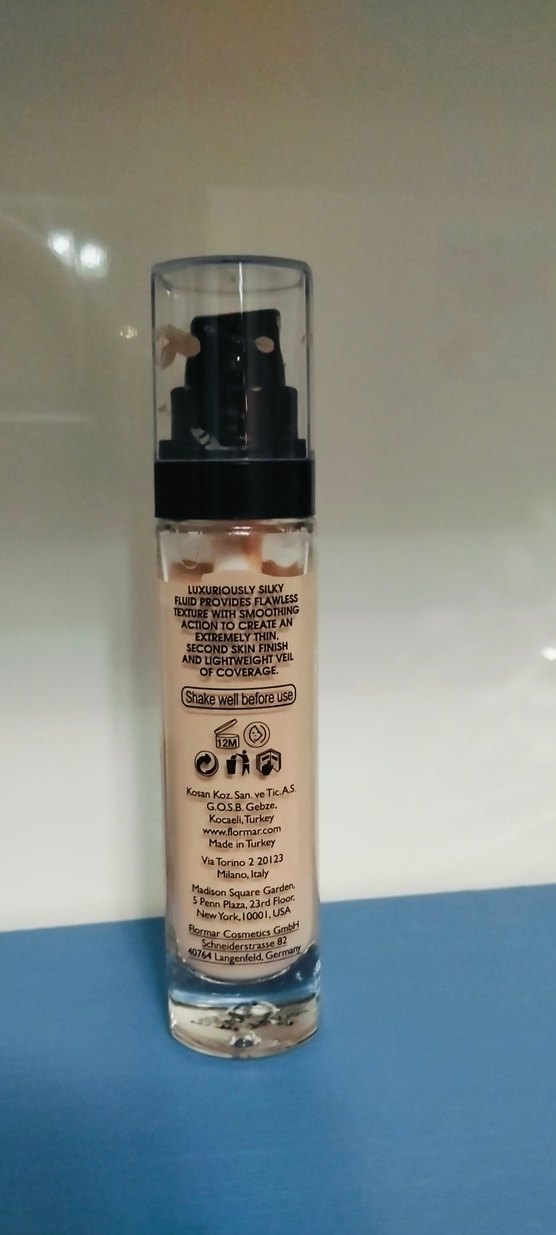 LUXURIOUSLY SILKY
FLUID PROVIDES FLAWLESS
TEXTURE WITH SMOOTHING
ACTION TO CREATE AN
EXTREMELY THIN,
SECOND SKIN FINISH
AND LIGHTWEIGHT VEIL
OF COVERAGE.
Shake well before use
12M
Kosan Koz. San. ve Tic. A.S.
G.O.S.B. Gebze,
Kocaeli, Turkey
www.flormar.com
Made in Turkey
Via Torino 2 20123
Milano, Italy
Madison Square Garden,
5 Penn Plaza, 23rd Floor,
New York, 10001, USA
Flormar Cosmetics GmbH
Schneiderstrasse 82
40764 Langenfeld, Germany